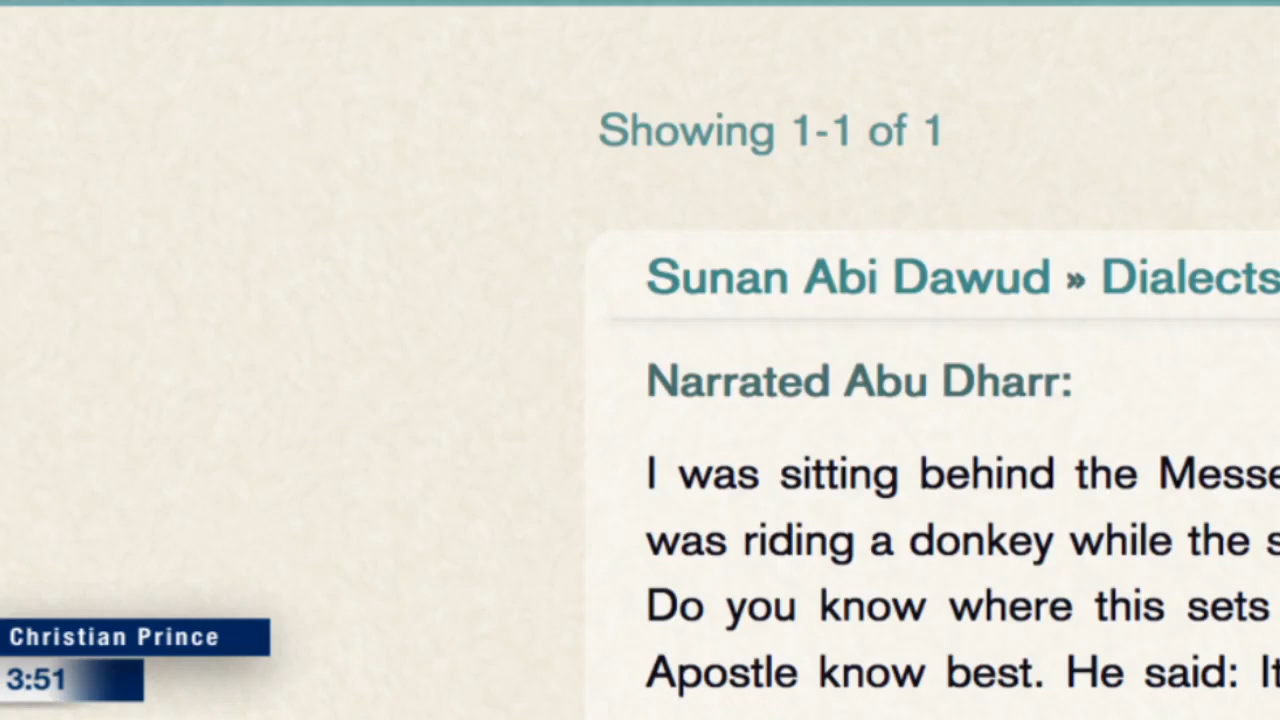 Showing 1-1 of 1
Sunan Abi Dawud » Dialects
Narrated Abu Dharr:
I was sitting behind the Messe
was riding a donkey while the s
Do you know where this sets
Apostle know best. He said: It
Christian Prince
3:51